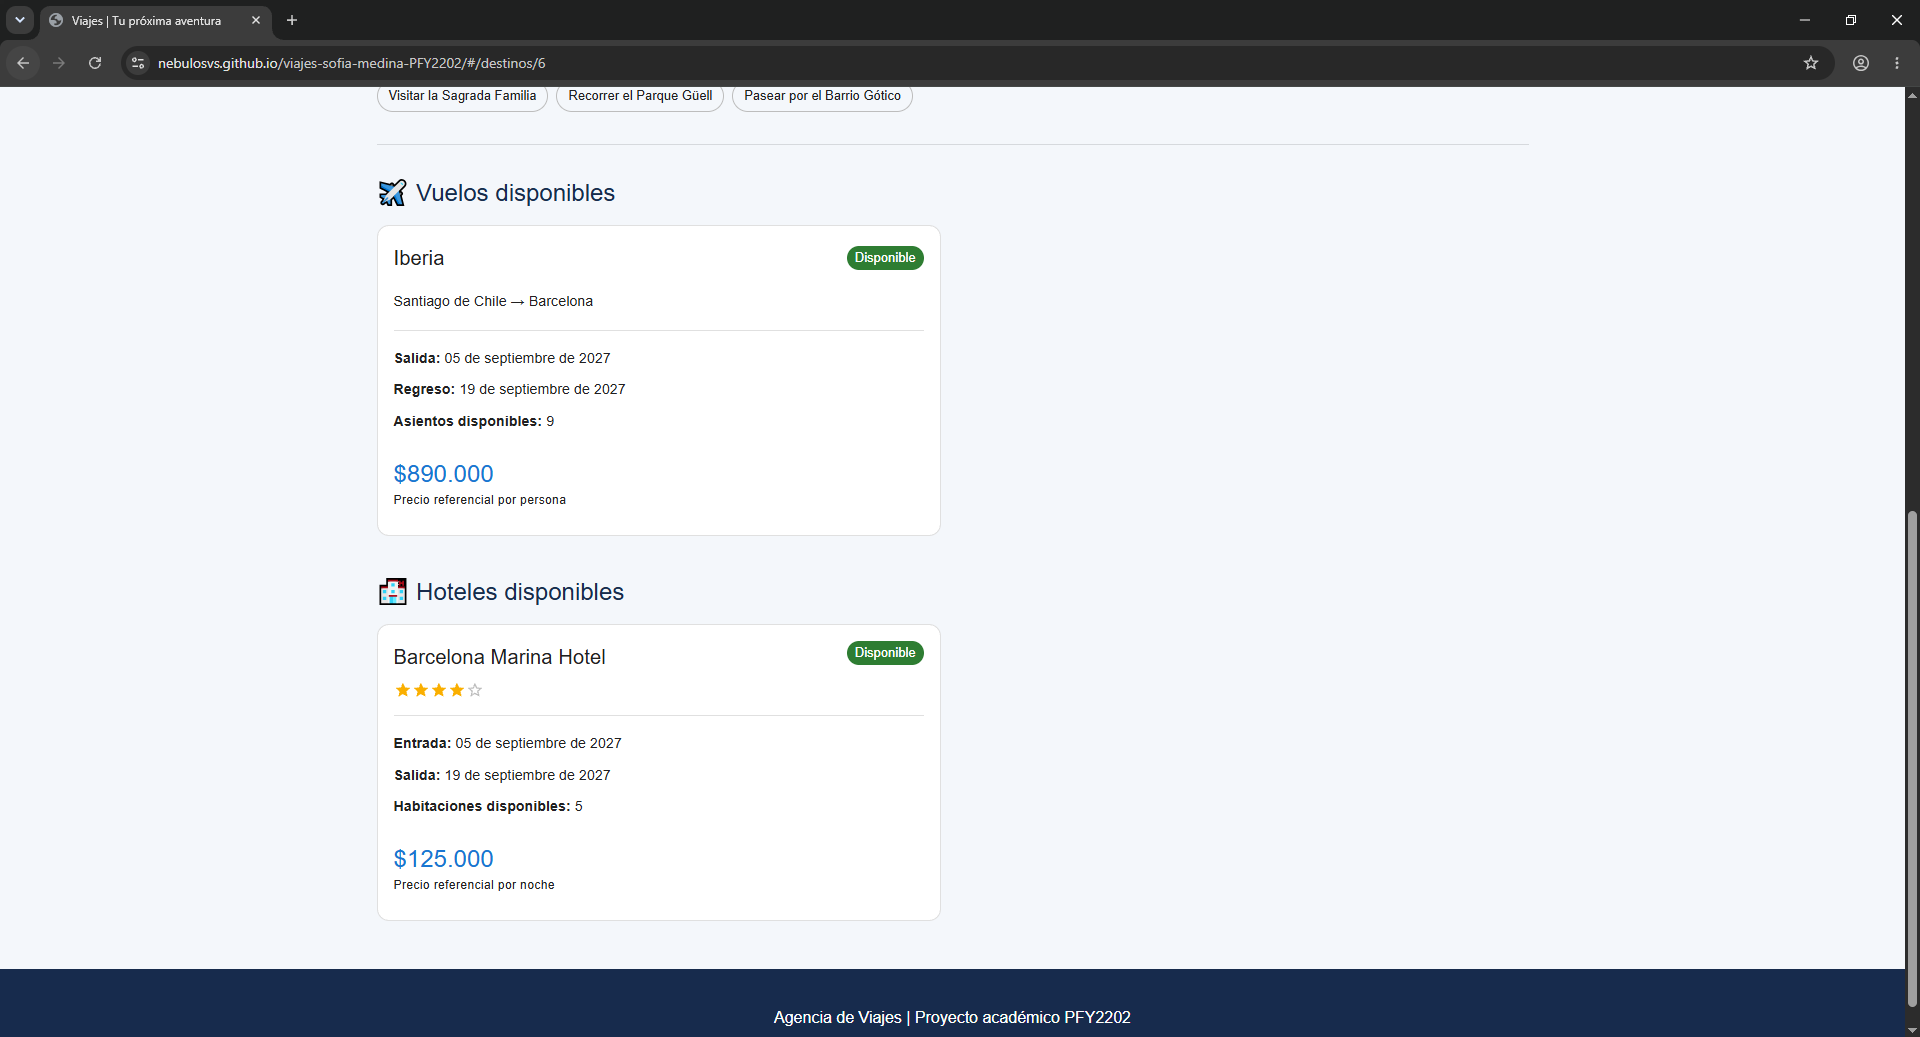 Viajes | Tu próxima aventura
nebulosvs.github.io/viajes-sofia-medina-PFY2202/#/destinos/6
Visitar la Sagrada Familia
Recorrer el Parque Güell
Pasear por el Barrio Gótico
Vuelos disponibles
Iberia
Disponible
Santiago de Chile → Barcelona
Salida: 05 de septiembre de 2027
Regreso: 19 de septiembre de 2027
Asientos disponibles: 9
$890.000
Precio referencial por persona
Hoteles disponibles
Barcelona Marina Hotel
Disponible
Entrada: 05 de septiembre de 2027
Salida: 19 de septiembre de 2027
Habitaciones disponibles: 5
$125.000
Precio referencial por noche
Agencia de Viajes | Proyecto académico PFY2202